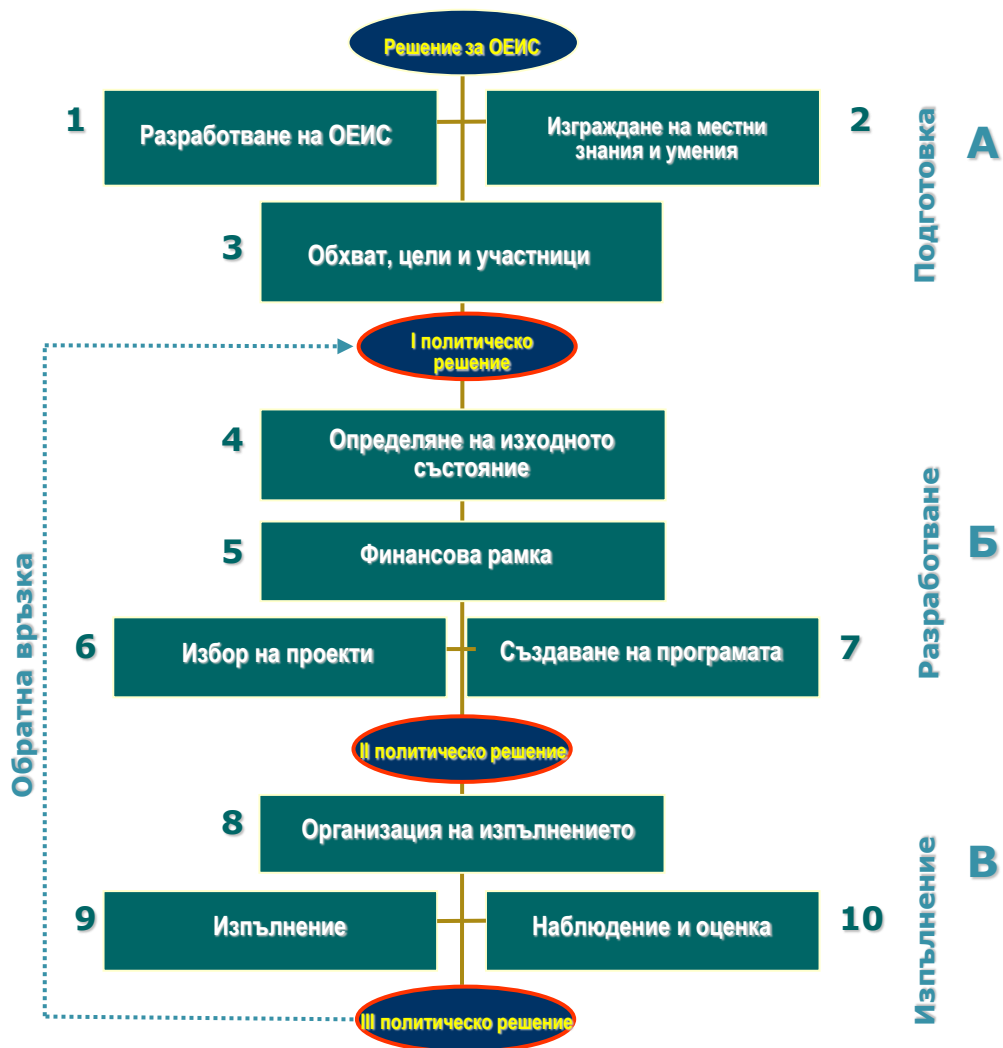 Решение за ОЕИС
1
Разработване на ОЕИС
Изграждане на местни
знания и умения
2
Подготовка
А
3
Обхват, цели и участници
I политическо
решение
4
Определяне на изходното
състояние
5
Финансова рамка
Разработване
Б
6
Избор на проекти
Създаване на програмата
7
Обратна връзка
II политическо решение
8
Организация на изпълнението
Изпълнение
В
9
Изпълнение
Наблюдение и оценка
10
III политическо решение